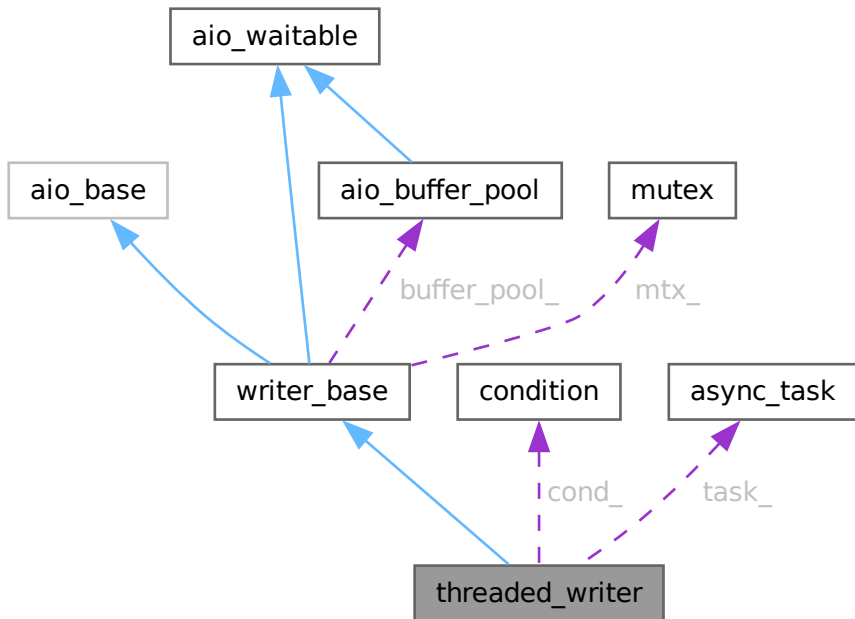 aio_waitable
aio_base
aio_buffer_pool
mutex
buffer_pool_
mtx_
writer_base
condition
async_task
cond_
task_
threaded_writer